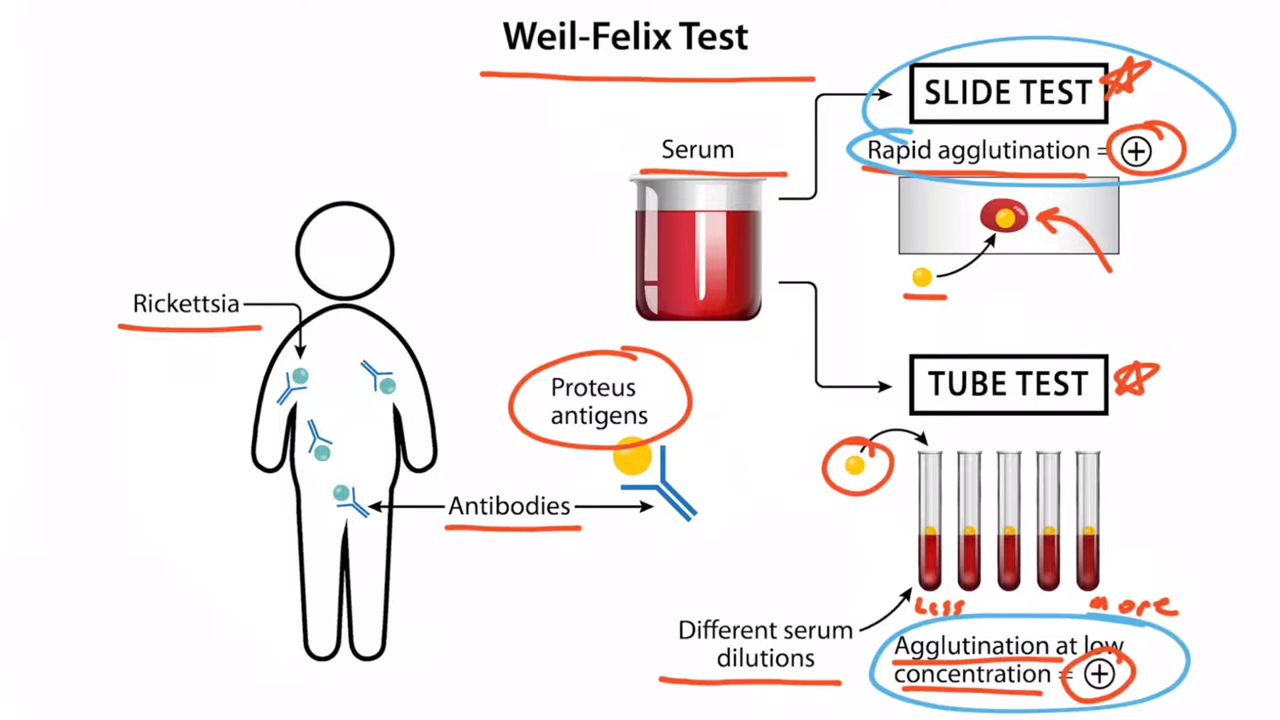 Weil-Felix Test
SLIDE TEST
Serum
Rapid agglutination = +
Rickettsia
Proteus
antigens
TUBE TEST
Antibodies
Less
more
Different serum
dilutions
Agglutination at low
concentration = +